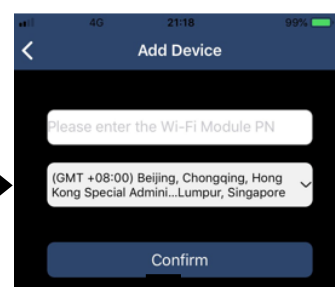 4G 21:18 99%
Add Device
Please enter the Wi-Fi Module PN
(GMT +08:00) Beijing, Chongqing, Hong
Kong Special Admini...Lumpur, Singapore
Confirm